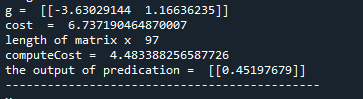 g =  [[-3.63029144  1.16636235]]
cost  =  6.737190464870007
length of matrix x  97
computeCost =  4.483388256587726
the output of predication =  [[0.45197679]]
--------------------------------------------